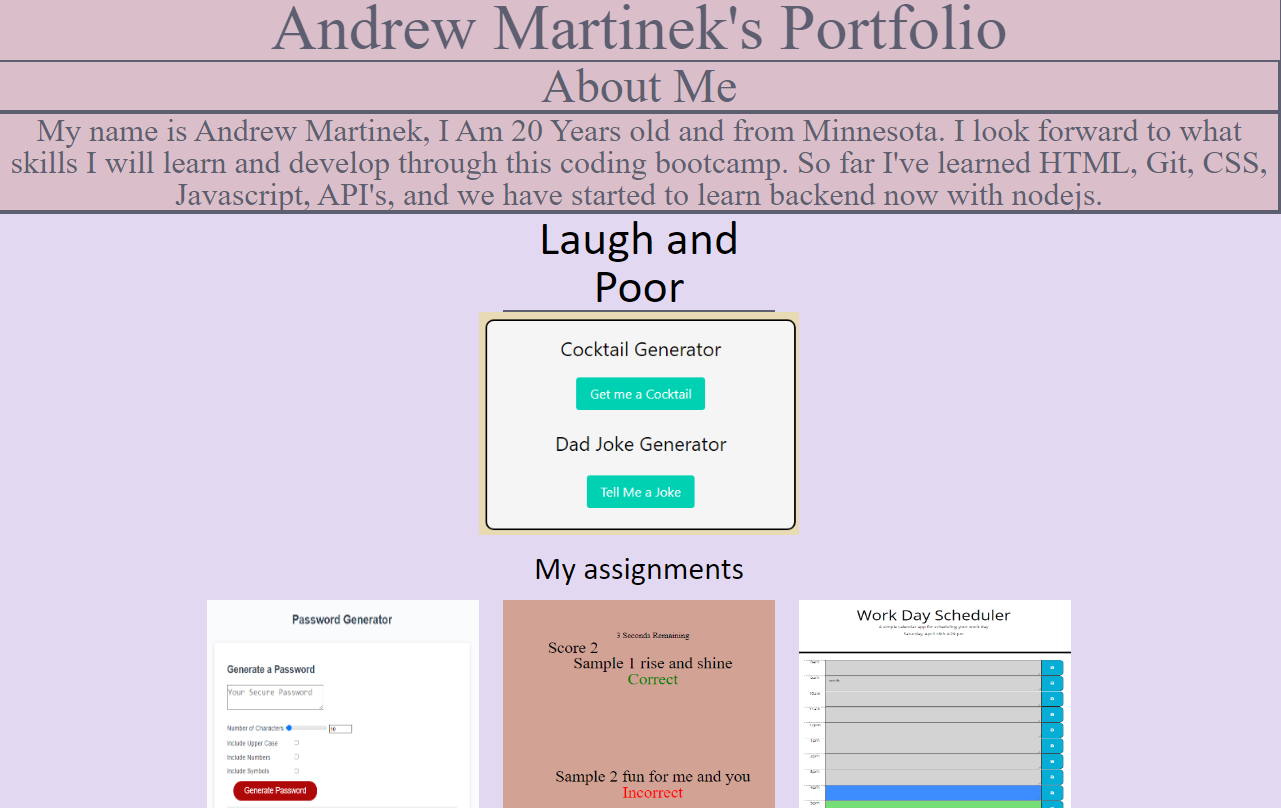 Andrew Martinek's Portfolio
About Me
My name is Andrew Martinek, I Am 20 Years old and from Minnesota. I look forward to what
skills I will learn and develop through this coding bootcamp. So far I've learned HTML, Git, CSS,
Javascript, API's, and we have started to learn backend now with nodejs.
Laugh and
Poor
Cocktail Generator
Get me a Cocktail
Dad Joke Generator
Tell Me a Joke
My assignments
Password Generator
Generate a Password
Your Secure Password
Number of Characters 10
Include Upper Case
Include Numbers
Include Symbols
Generate Password
3 Seconds Remaining
Score 2
Sample 1 rise and shine
Correct
Sample 2 fun for me and you
Incorrect
Work Day Scheduler
A simple calendar app for scheduling your work day